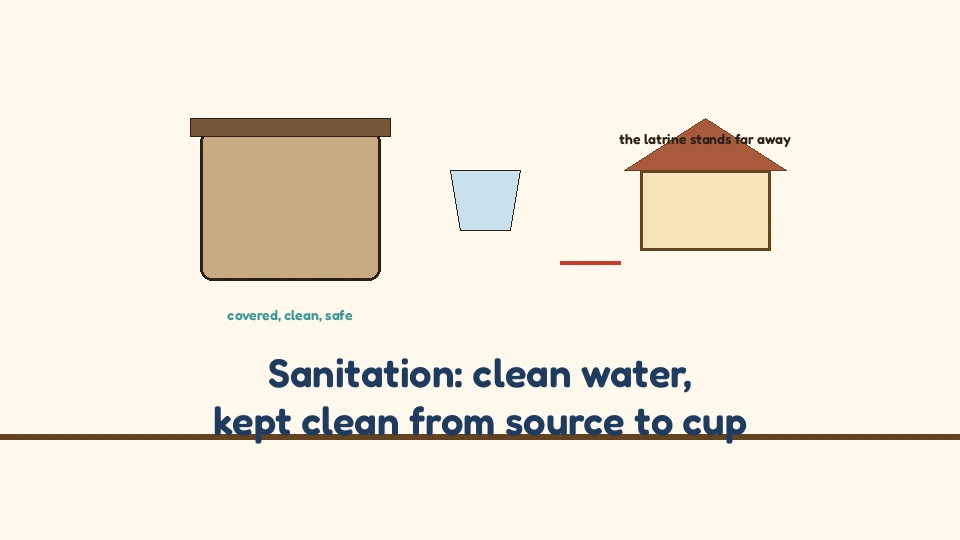 the latrine stands far away
covered, clean, safe
Sanitation: clean water,
kept clean from source to cup